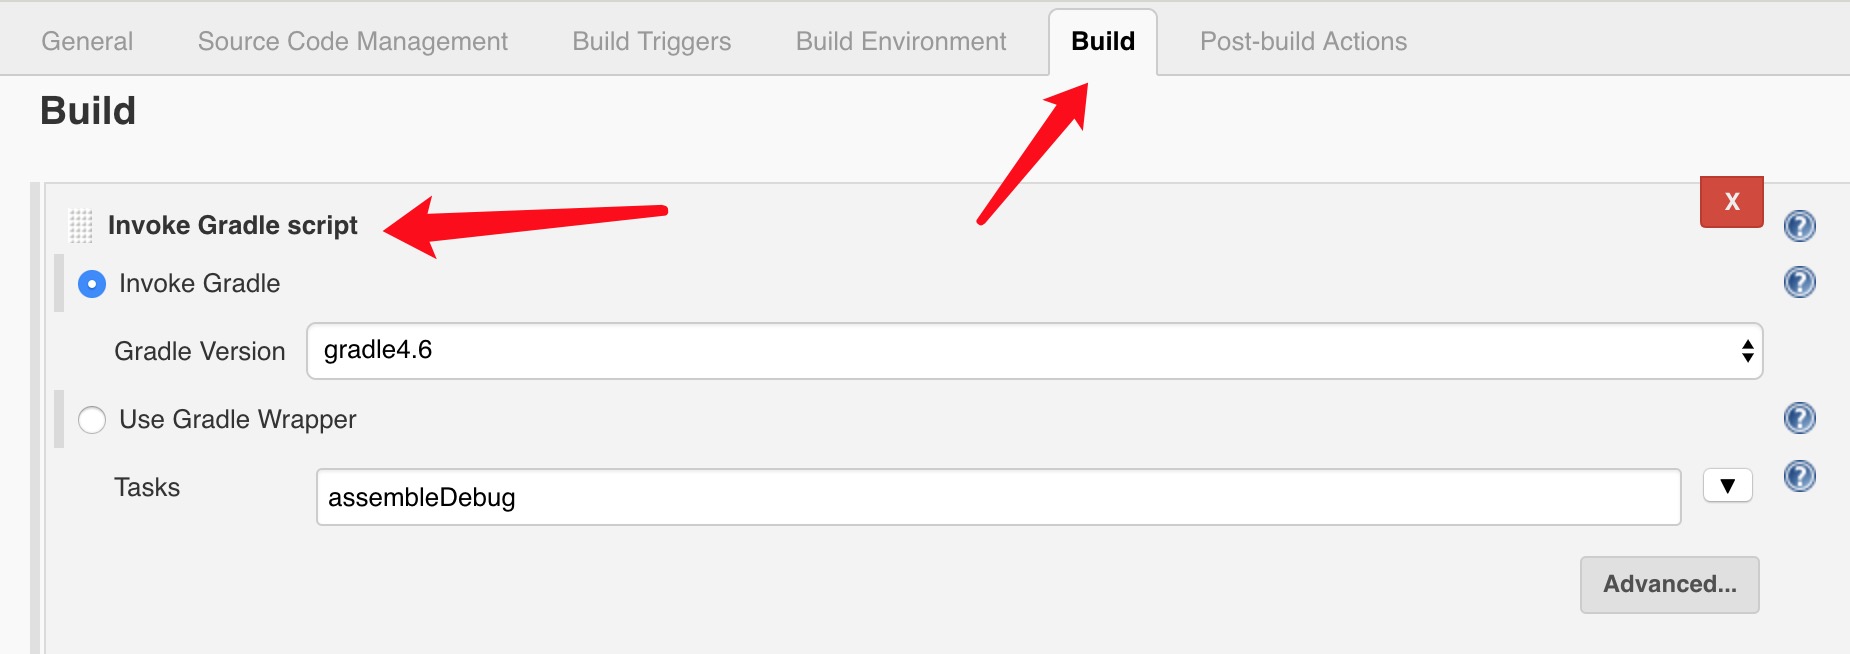 General Source Code Management Build Triggers Build Environment Build Post-build Actions
Build
X
Invoke Gradle script
Invoke Gradle
Gradle Version gradle4.6
Use Gradle Wrapper
Tasks assembleDebug
Advanced...